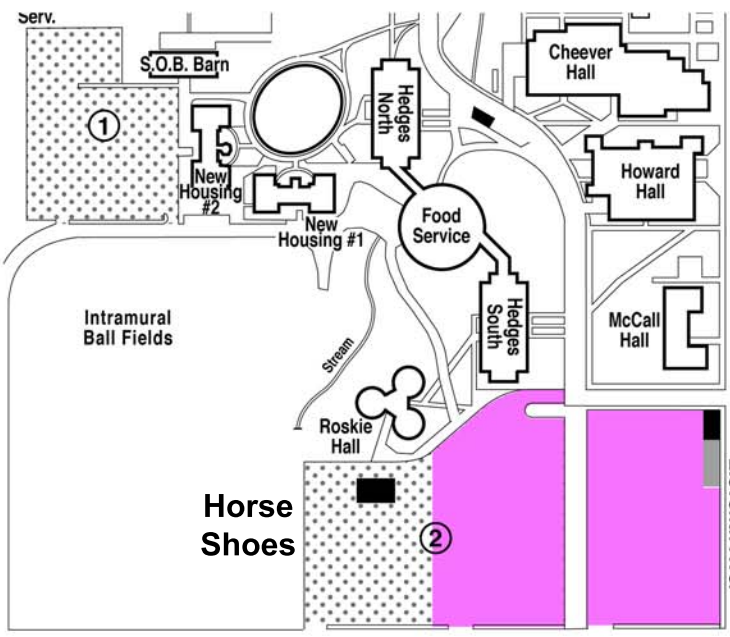 Serv.
S.O.B. Barn
1
Hedges
North
Cheever
Hall
New
Housing
#2
Howard
Hall
New
Housing #1
Food
Service
Intramural
Ball Fields
Stream
Hedges
South
McCall
Hall
Roskie
Hall
Horse
Shoes
2